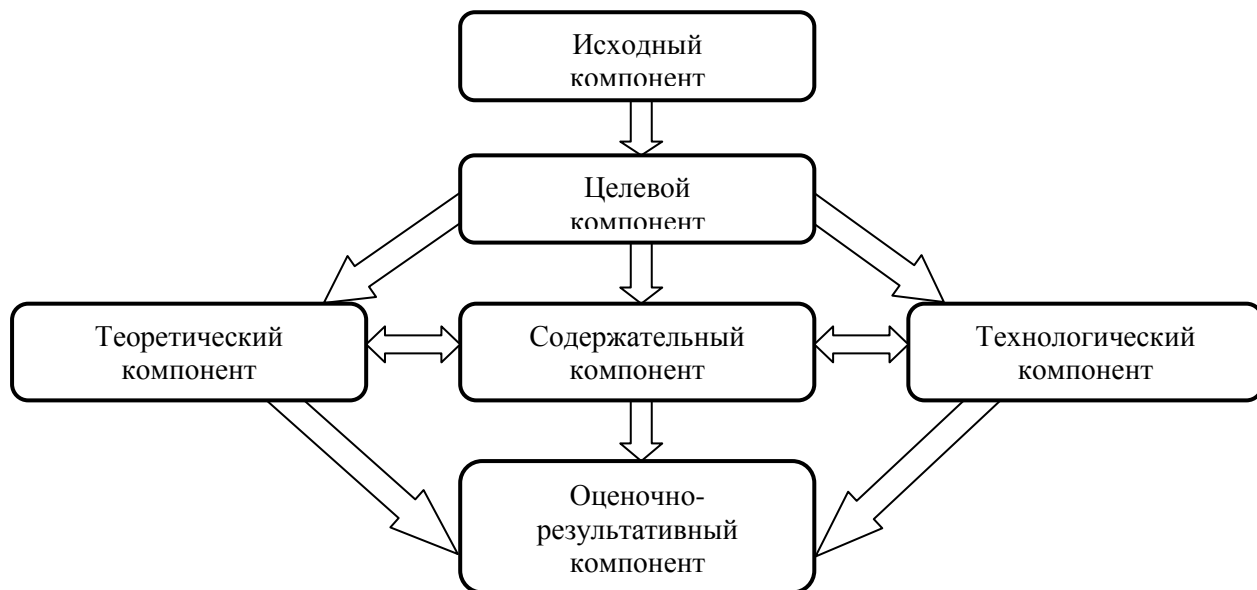 Исходный
компонент
Целевой
компонент
Теоретический
компонент
Содержательный
компонент
Технологический
компонент
Оценочно-
результативный
компонент